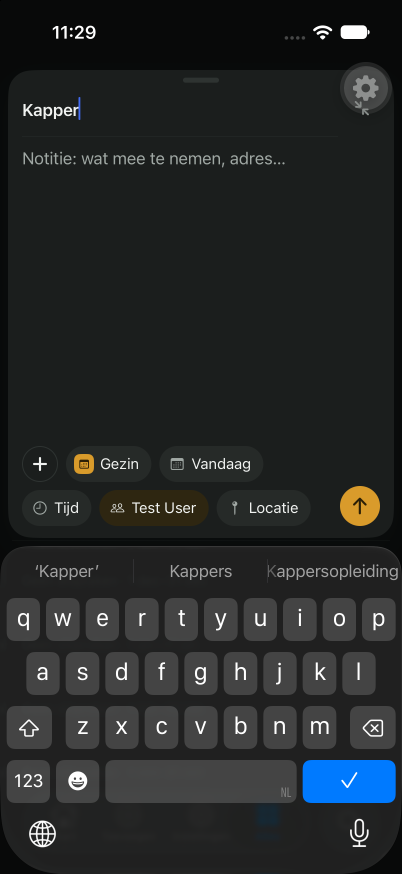 11:29
Kapper
Notitie: wat mee te nemen, adres...
Gezin
Vandaag
Tijd
Test User
Locatie
‘Kapper’
Kappers
Kappersopleiding
q w e r t y u i o p
a s d f g h j k l
z x c v b n m
123
NL